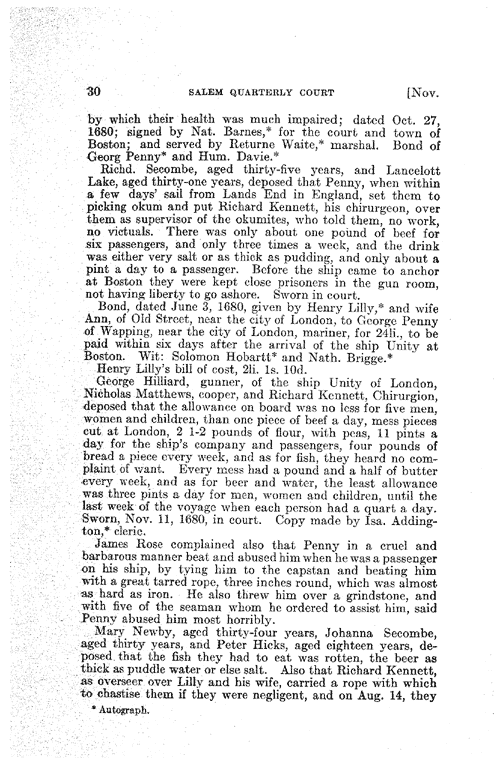 30 SALEM QUARTERLY COURT [Nov.
by which their health was much impaired; dated Oct. 27,
1680; signed by Nat. Barnes,* for the court and town of
Boston; and served by Returne Waite,* marshal. Bond of
Georg Penny* and Hum. Davie.*
Richd. Secombe, aged thirty-five years, and Lancelott
Lake, aged thirty-one years, deposed that Penny, when within
a few days' sail from Lands End in England, set them to
picking okum and put Richard Kennett, his chirurgeon, over
them as supervisor of the okumites, who told them, no work,
no victuals. There was only about one pound of beef for
six passengers, and only three times a week, and the drink
was either very salt or as thick as pudding, and only about a
pint a day to a passenger. Before the ship came to anchor
at Boston they were kept close prisoners in the gun room,
not having liberty to go ashore. Sworn in court.
Bond, dated June 3, 1680, given by Henry Lilly,* and wife
Ann, of Old Street, near the city of London, to George Penny
of Wapping, near the city of London, mariner, for 24li., to be
paid within six days after the arrival of the ship Unity at
Boston. Wit: Solomon Hobartt* and Nath. Brigge.*
Henry Lilly's bill of cost, 2li. 1s. 10d.
George Hilliard, gunner, of the ship Unity of London,
Nicholas Matthews, cooper, and Richard Kennett, Chirurgion,
deposed that the allowance on board was no less for five men,
women and children, than one piece of beef a day, mess pieces
cut at London, 2 1-2 pounds of flour, with peas, 11 pints a
day for the ship's company and passengers, four pounds of
bread a piece every week, and as for fish, they heard no com-
plaint of want. Every mess had a pound and a half of butter
every week, and as for beer and water, the least allowance
was three pints a day for men, women and children, until the
last week of the voyage when each person had a quart a day.
Sworn, Nov. 11, 1680, in court. Copy made by Isa. Adding-
ton,* cleric.
James Rose complained also that Penny in a cruel and
barbarous manner beat and abused him when he was a passenger
on his ship, by tying him to the capstan and beating him
with a great tarred rope, three inches round, which was almost
as hard as iron. He also threw him over a grindstone, and
with five of the seaman whom he ordered to assist him, said
Penny abused him most horribly.
Mary Newby, aged thirty-four years, Johanna Secombe,
aged thirty years, and Peter Hicks, aged eighteen years, de-
posed that the fish they had to eat was rotten, the beer as
thick as puddle water or else salt. Also that Richard Kennett,
as overseer over Lilly and his wife, carried a rope with which
to chastise them if they were negligent, and on Aug. 14, they
* Autograph.